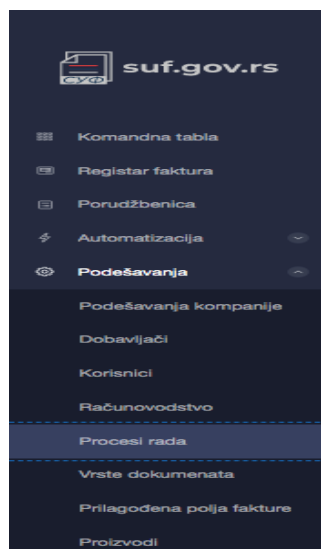 СУФ
suf.gov.rs
Komandna tabla
Registar faktura
Porudžbenica
Automatizacija
Podešavanja
Podešavanja kompanije
Dobavljači
Korisnici
Računovodstvo
Procesi rada
Vrste dokumenata
Prilagođena polja fakture
Proizvodi